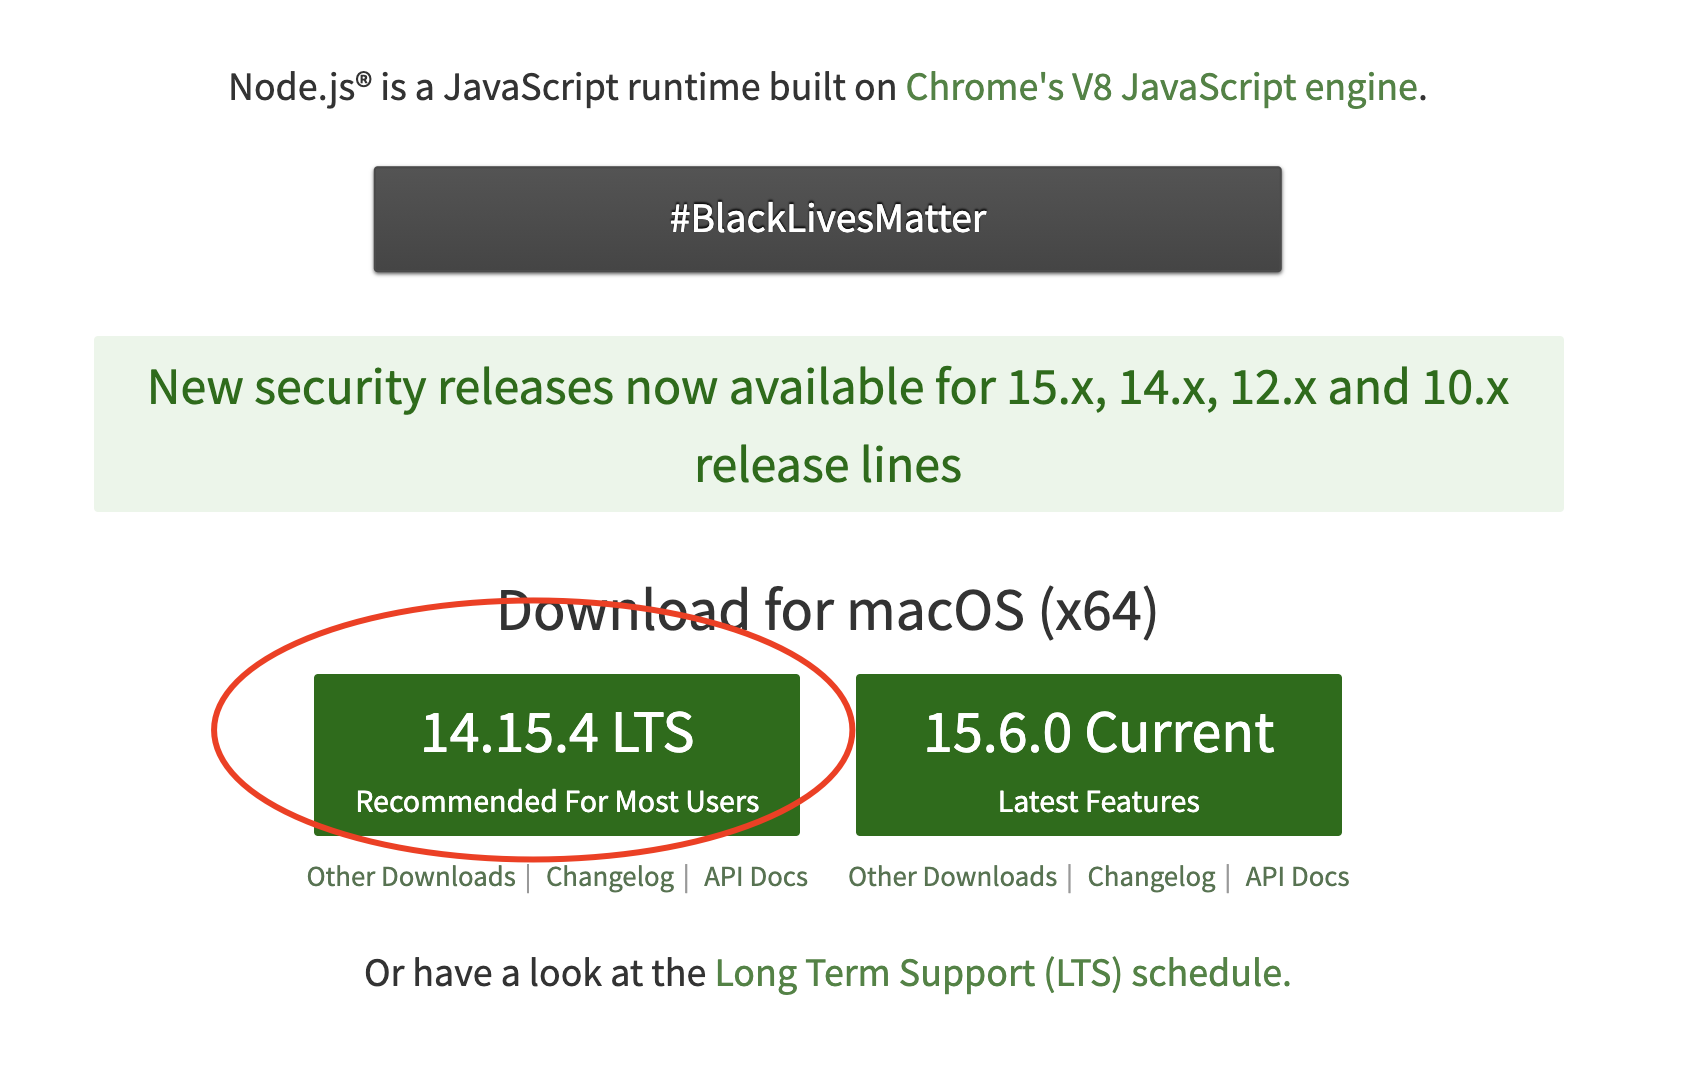 Node.js® is a JavaScript runtime built on Chrome's V8 JavaScript engine.
#BlackLivesMatter
New security releases now available for 15.x, 14.x, 12.x and 10.x
release lines
Download for macOS (x64)
14.15.4 LTS
Recommended For Most Users
15.6.0 Current
Latest Features
Other Downloads | Changelog | API Docs
Other Downloads | Changelog | API Docs
Or have a look at the Long Term Support (LTS) schedule.